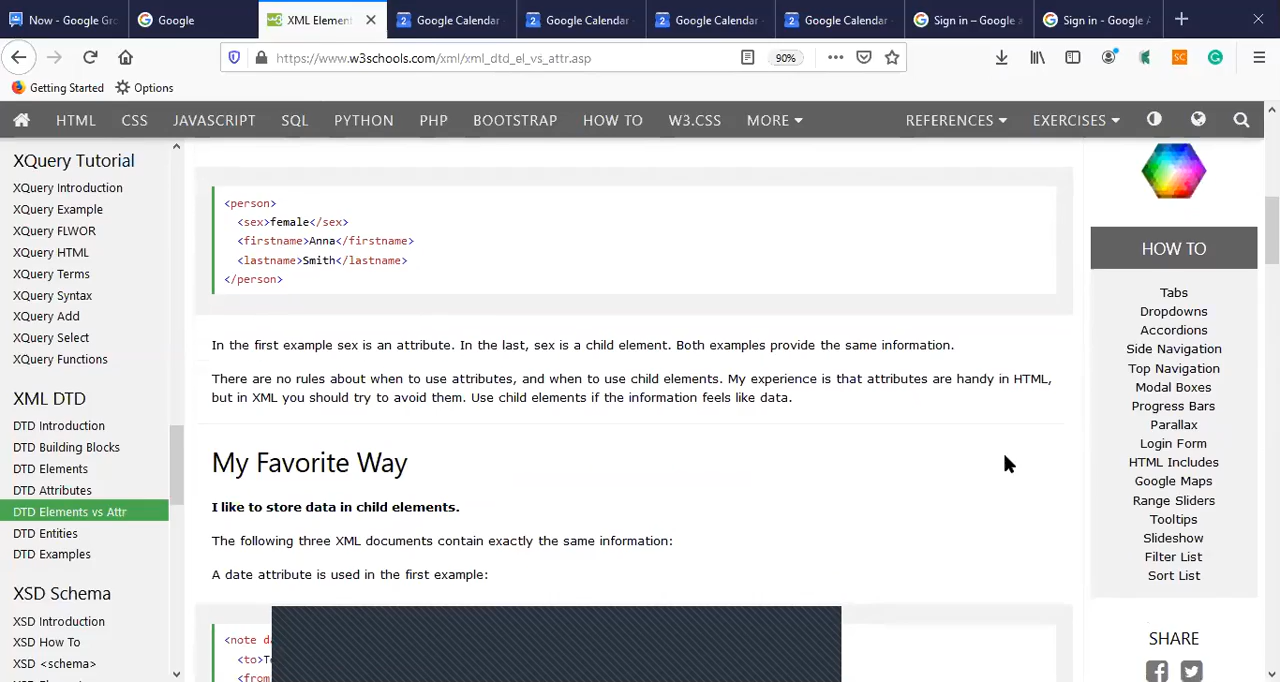 Now - Google Gro
Google
XML Element
Google Calendar
Google Calendar
Google Calendar
Google Calendar
Sign in – Google
Sign in - Google A
https://www.w3schools.com/xml/xml_dtd_el_vs_attr.asp
90%
SC
Getting Started
Options
HTML
CSS
JAVASCRIPT
SQL
PYTHON
PHP
BOOTSTRAP
HOW TO
W3.CSS
MORE
REFERENCES
EXERCISES
XQuery Tutorial
XQuery Introduction
XQuery Example
XQuery FLWOR
XQuery HTML
XQuery Terms
XQuery Syntax
XQuery Add
XQuery Select
XQuery Functions
XML DTD
DTD Introduction
DTD Building Blocks
DTD Elements
DTD Attributes
DTD Elements vs Attr
DTD Entities
DTD Examples
XSD Schema
XSD Introduction
XSD How To
XSD <schema>
<person>
<sex>female</sex>
<firstname>Anna</firstname>
<lastname>Smith</lastname>
</person>
In the first example sex is an attribute. In the last, sex is a child element. Both examples provide the same information.
There are no rules about when to use attributes, and when to use child elements. My experience is that attributes are handy in HTML,
but in XML you should try to avoid them. Use child elements if the information feels like data.
My Favorite Way
I like to store data in child elements.
The following three XML documents contain exactly the same information:
A date attribute is used in the first example:
<note da
<to>T
<from
HOW TO
Tabs
Dropdowns
Accordions
Side Navigation
Top Navigation
Modal Boxes
Progress Bars
Parallax
Login Form
HTML Includes
Google Maps
Range Sliders
Tooltips
Slideshow
Filter List
Sort List
SHARE